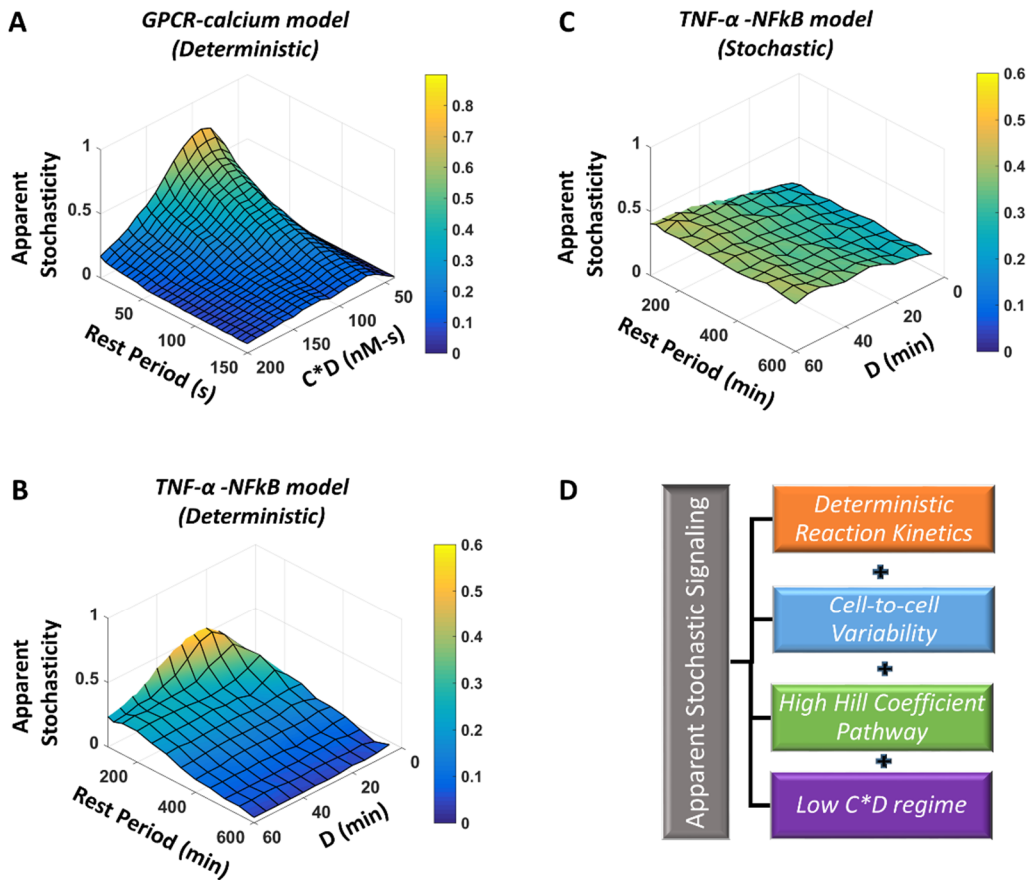 A
GPCR-calcium model
(Deterministic)
Apparent
Stochasticity
1
0.5
0
50
100
150
Rest Period (s)
200
150
100
50
C*D (nM-s)
0.8
0.7
0.6
0.5
0.4
0.3
0.2
0.1
0
C
TNF-α -NFkB model
(Stochastic)
Apparent
Stochasticity
1
0.5
0
200
400
600
Rest Period (min)
60
40
20
0
D (min)
0.6
0.5
0.4
0.3
0.2
0.1
0
B
TNF-α -NFkB model
(Deterministic)
Apparent
Stochasticity
1
0.5
0
200
400
600
Rest Period (min)
60
40
20
0
D (min)
0.6
0.5
0.4
0.3
0.2
0.1
0
D
Apparent Stochastic Signaling
Deterministic
Reaction Kinetics
+
Cell-to-cell
Variability
+
High Hill Coefficient
Pathway
+
Low C*D regime